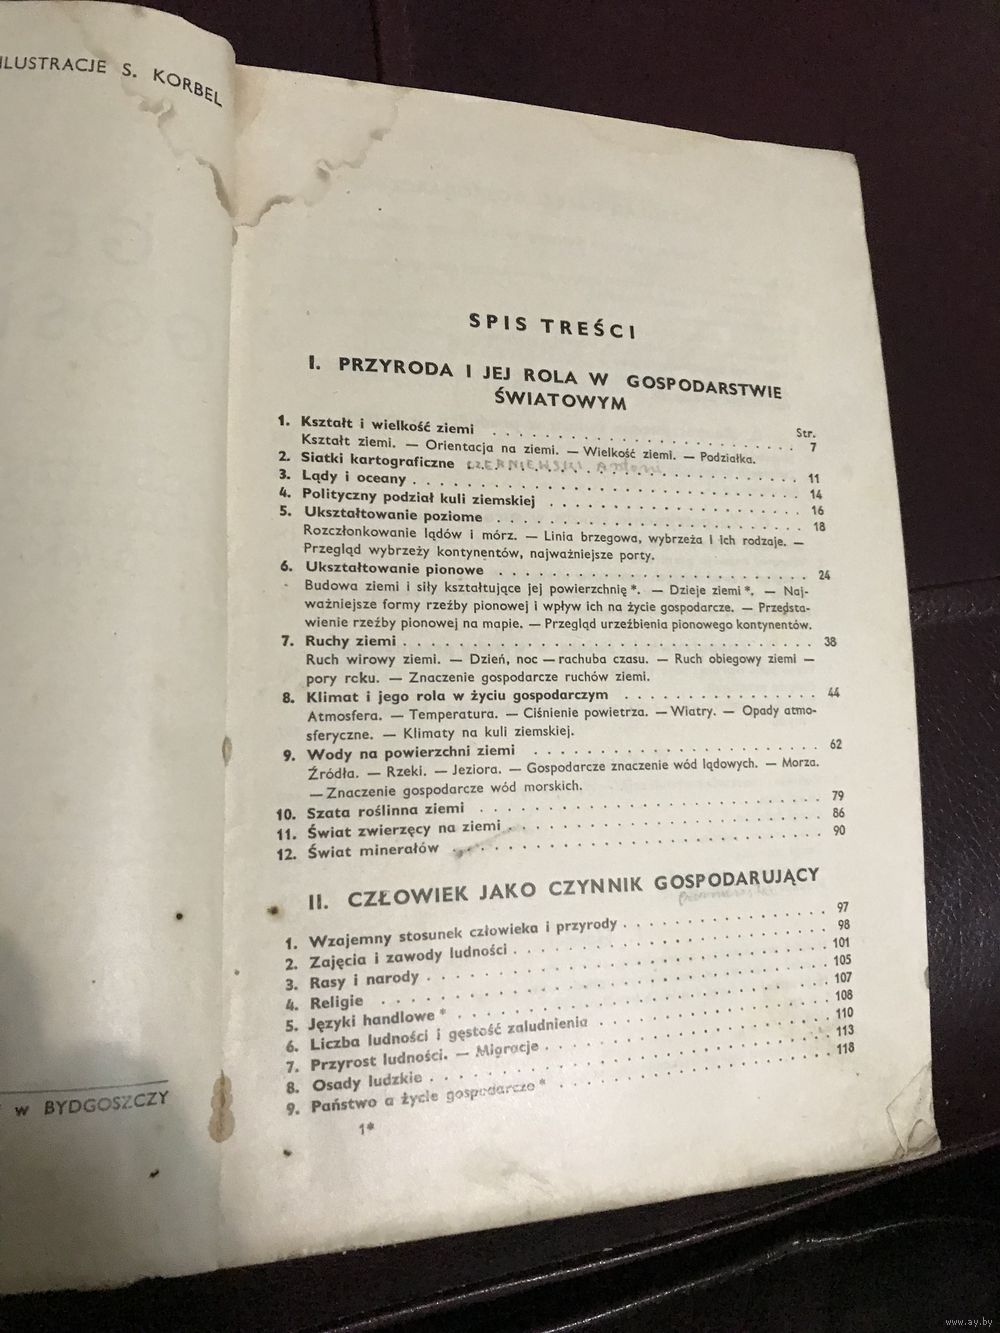 ILUSTRACJE S. KORBEL
w BYDGOSZCZY
SPIS TREŚCI
I. PRZYRODA I JEJ ROLA W GOSPODARSTWIE
ŚWIATOWYM
Str.
1. Kształt i wielkość ziemi . . . . . . . . . . . . . . . . . . . . 7
Kształt ziemi. — Orientacja na ziemi. — Wielkość ziemi. — Podziałka.
2. Siatki kartograficzne . . . . . . . . . . . . . . . . . . . . 11
3. Lądy i oceany . . . . . . . . . . . . . . . . . . . . 14
4. Polityczny podział kuli ziemskiej . . . . . . . . . . . . . . . . . . . . 16
5. Ukształtowanie poziome . . . . . . . . . . . . . . . . . . . . 18
Rozczłonkowanie lądów i mórz. — Linia brzegowa, wybrzeża i ich rodzaje. —
Przegląd wybrzeży kontynentów, najważniejsze porty.
6. Ukształtowanie pionowe . . . . . . . . . . . . . . . . . . . . 24
Budowa ziemi i siły kształtujące jej powierzchnię*. — Dzieje ziemi*. — Naj-
ważniejsze formy rzeźby pionowej i wpływ ich na życie gospodarcze. — Przedsta-
wienie rzeźby pionowej na mapie. — Przegląd urzeźbienia pionowego kontynentów.
7. Ruchy ziemi . . . . . . . . . . . . . . . . . . . . 38
Ruch wirowy ziemi. — Dzień, noc — rachuba czasu. — Ruch obiegowy ziemi —
pory rcku. — Znaczenie gospodarcze ruchów ziemi.
8. Klimat i jego rola w życiu gospodarczym . . . . . . . . . . . . . . . 44
Atmosfera. — Temperatura. — Ciśnienie powietrza. — Wiatry. — Opady atmo-
sferyczne. — Klimaty na kuli ziemskiej.
9. Wody na powierzchni ziemi . . . . . . . . . . . . . . . . . . . . 62
Źródła. — Rzeki. — Jeziora. — Gospodarcze znaczenie wód lądowych. — Morza.
— Znaczenie gospodarcze wód morskich.
10. Szata roślinna ziemi . . . . . . . . . . . . . . . . . . . . 79
11. Świat zwierzęcy na ziemi . . . . . . . . . . . . . . . . . . . . 86
12. Świat minerałów . . . . . . . . . . . . . . . . . . . . 90
II. CZŁOWIEK JAKO CZYNNIK GOSPODARUJĄCY
1. Wzajemny stosunek człowieka i przyrody . . . . . . . . . . . . . . . 97
2. Zajęcia i zawody ludności . . . . . . . . . . . . . . . . . . . . 98
3. Rasy i narody . . . . . . . . . . . . . . . . . . . . 101
4. Religie . . . . . . . . . . . . . . . . . . . . 105
5. Języki handlowe* . . . . . . . . . . . . . . . . . . . . 107
6. Liczba ludności i gęstość zaludnienia . . . . . . . . . . . . . . . 108
7. Przyrost ludności. — Migracje . . . . . . . . . . . . . . . . . . . . 110
8. Osady ludzkie . . . . . . . . . . . . . . . . . . . . 113
9. Państwo a życie gospodarcze* . . . . . . . . . . . . . . . . . . . . 118
1*
www.ay.by